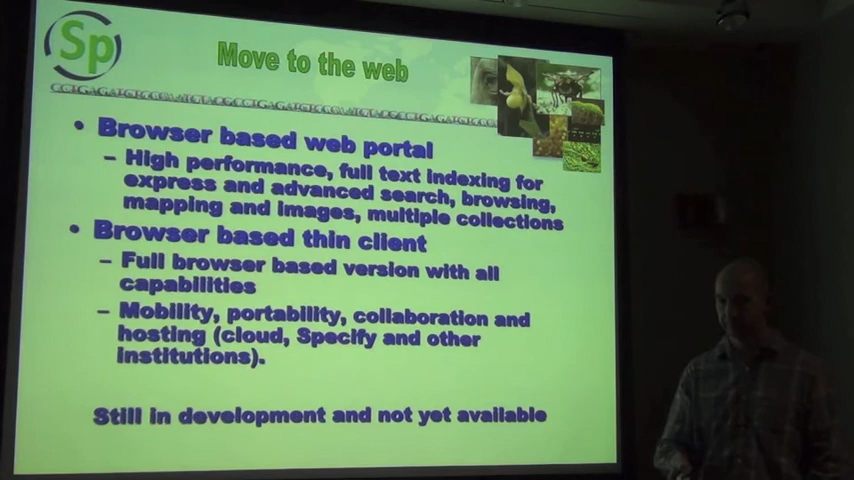 Sp
Move to the web
• Browser based web portal
– High performance, full text indexing for
express and advanced search, browsing,
mapping and images, multiple collections
• Browser based thin client
– Full browser based version with all
capabilities
– Mobility, portability, collaboration and
hosting (cloud, Specify and other
institutions).
Still in development and not yet available